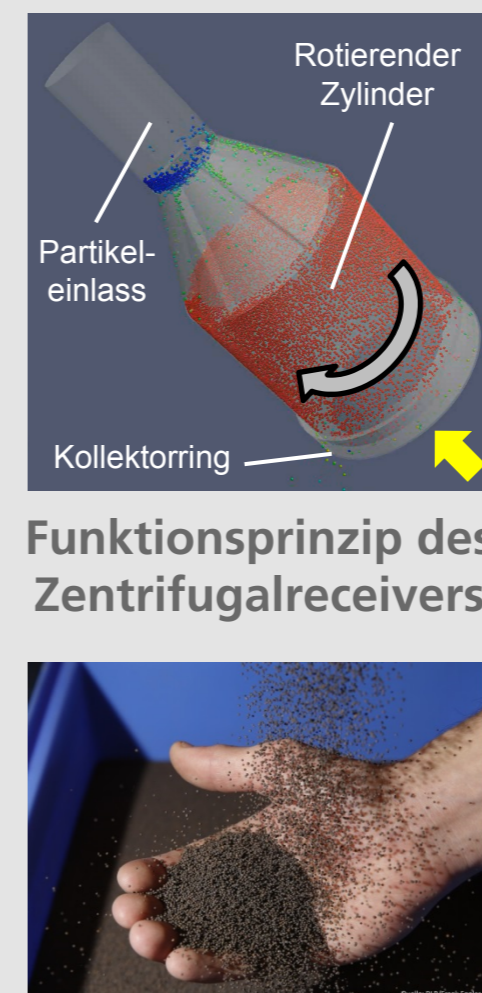 Rotierender
Zylinder
Partikel-
einlass
Kollektorring
Funktionsprinzip des
Zentrifugalreceivers